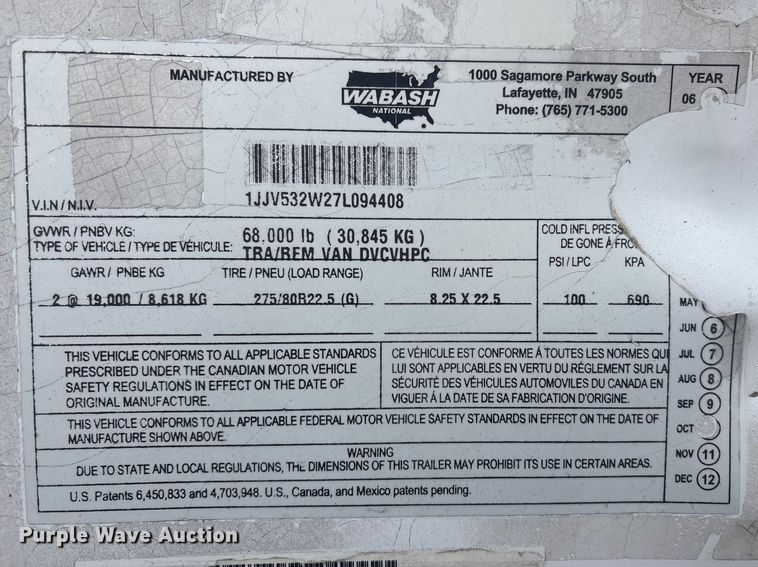 MANUFACTURED BY
WABASH
NATIONAL
1000 Sagamore Parkway South
Lafayette, IN 47905
Phone: (765) 771-5300
YEAR
06
V.I.N / N.I.V.
1JJV532W27L094408
GVWR / PNBV KG: 68,000 lb ( 30,845 KG )
TYPE OF VEHICLE / TYPE DE VÉHICULE: TRA/REM VAN DVCVHPC
COLD INFL PRESS
DE GONE À FRO
GAWR / PNBE KG TIRE / PNEU (LOAD RANGE) RIM / JANTE PSI / LPC KPA
2 @ 19,000 / 8,618 KG 275/80R22.5 (G) 8.25 X 22.5 100 690
MAY
JUN 6
JUL 7
AUG 8
SEP 9
OCT
NOV 11
DEC 12
THIS VEHICLE CONFORMS TO ALL APPLICABLE STANDARDS
PRESCRIBED UNDER THE CANADIAN MOTOR VEHICLE
SAFETY REGULATIONS IN EFFECT ON THE DATE OF
ORIGINAL MANUFACTURE.
CE VÉHICULE EST CONFORME À TOUTES LES NORMES QUI
LUI SONT APPLICABLES EN VERTU DU RÉGLEMENT SUR LA
SÉCURITÉ DES VÉHICULES AUTOMOVILES DU CANADA EN
VIGUER Á LA DATE DE SA FABRICATION D'ORIGINE.
THIS VEHICLE CONFORMS TO ALL APPLICABLE FEDERAL MOTOR VEHICLE SAFETY STANDARDS IN EFFECT ON THE DATE OF
MANUFACTURE SHOWN ABOVE.
WARNING
DUE TO STATE AND LOCAL REGULATIONS, THE DIMENSIONS OF THIS TRAILER MAY PROHIBIT ITS USE IN CERTAIN AREAS.
U.S. Patents 6,450,833 and 4,703,948. U.S., Canada, and Mexico patents pending.
Purple Wave Auction